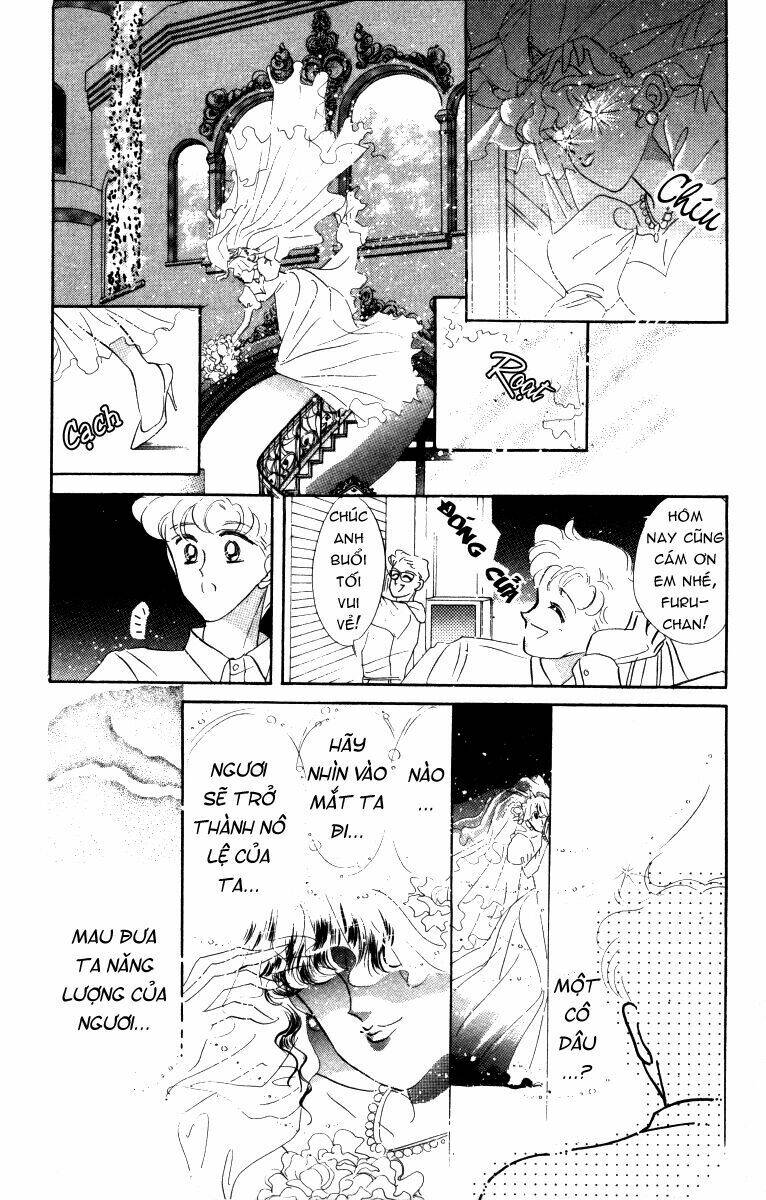 Chíu
Roạt
Cạch
HÔM
NAY CŨNG
CÁM ƠN
EM NHÉ,
FURU-
CHAN!
ĐÓNG CỬA
CHÚC
ANH
BUỔI
TỐI
VUI
VẺ!
MỘT
CÔ
DÂU
...?
NÀO
...
HÃY
NHÌN VÀO
MẮT TA
ĐI...
NGƯƠI
SẼ TRỞ
THÀNH NÔ
LỆ CỦA
TA...
MAU ĐƯA
TA NĂNG
LƯỢNG CỦA
NGƯƠI...